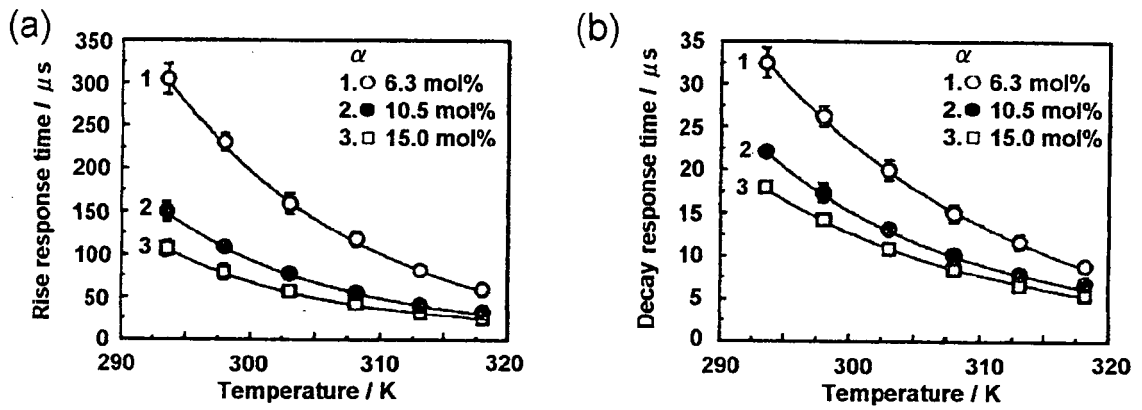 (a)
350
300
250
200
150
100
50
0
290
300
310
320
Rise response time / μs
Temperature / K
α
1.○ 6.3 mol%
2.● 10.5 mol%
3.□ 15.0 mol%
1
2
3
(b)
35
30
25
20
15
10
5
0
290
300
310
320
Decay response time / μs
Temperature / K
α
1.○ 6.3 mol%
2.● 10.5 mol%
3.□ 15.0 mol%
1
2
3